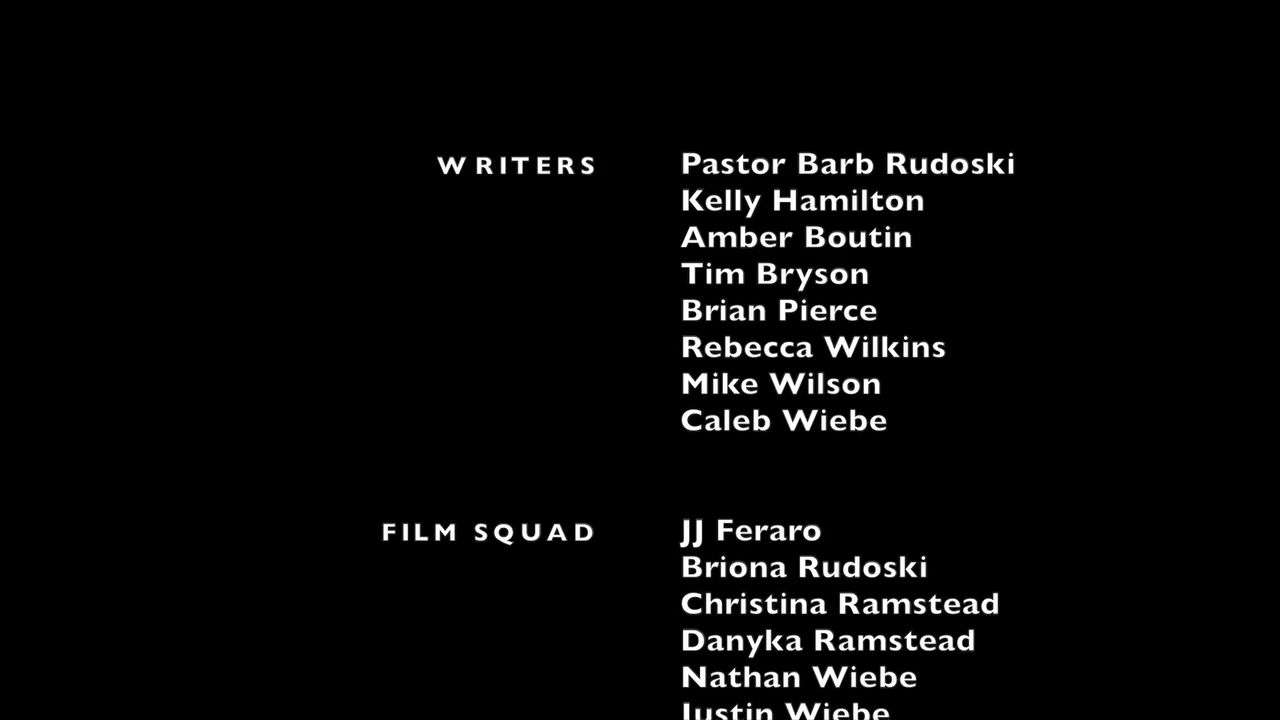 WRITERS Pastor Barb Rudoski
Kelly Hamilton
Amber Boutin
Tim Bryson
Brian Pierce
Rebecca Wilkins
Mike Wilson
Caleb Wiebe
FILM SQUAD JJ Feraro
Briona Rudoski
Christina Ramstead
Danyka Ramstead
Nathan Wiebe
Justin Wiebe